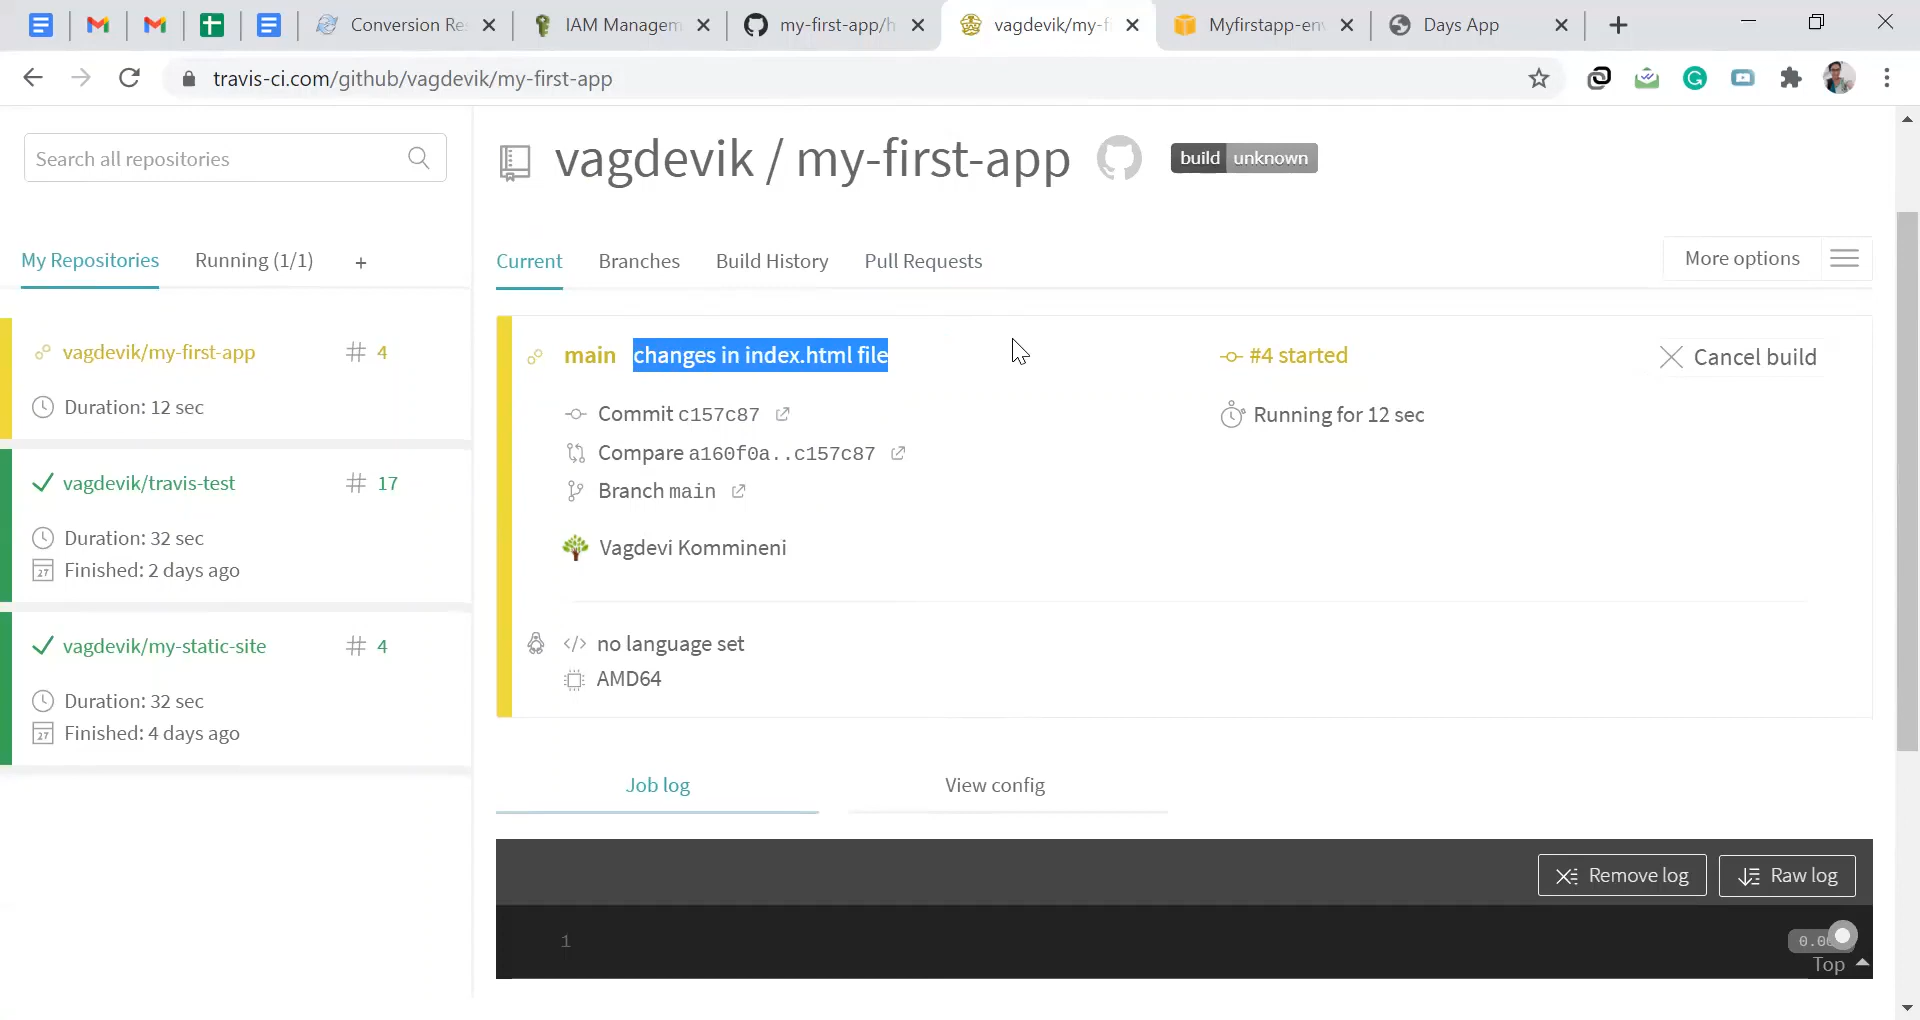 Conversion Re
IAM Managem
my-first-app/h
vagdevik/my-f
Myfirstapp-env
Days App
travis-ci.com/github/vagdevik/my-first-app
Search all repositories
My Repositories
Running (1/1)
+
vagdevik/my-first-app
# 4
Duration: 12 sec
vagdevik/travis-test
# 17
Duration: 32 sec
27 Finished: 2 days ago
vagdevik/my-static-site
# 4
Duration: 32 sec
27 Finished: 4 days ago
vagdevik / my-first-app
build unknown
Current
Branches
Build History
Pull Requests
More options
main changes in index.html file
#4 started
Cancel build
Commit c157c87
Running for 12 sec
Compare a160f0a..c157c87
Branch main
Vagdevi Kommineni
</> no language set
AMD64
Job log
View config
Remove log
Raw log
1
Top